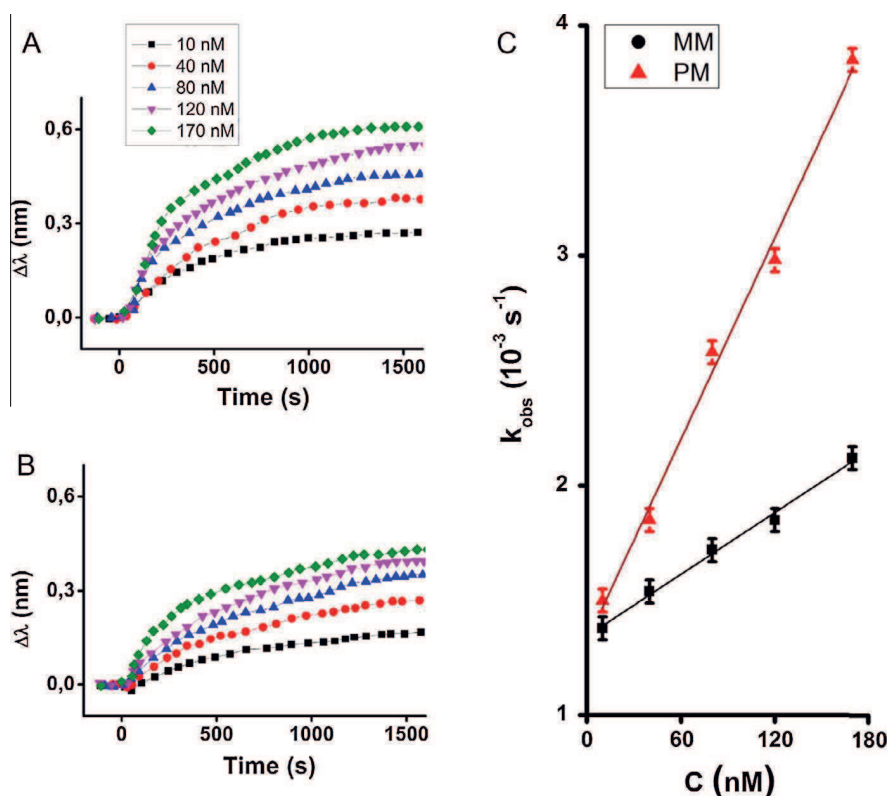 A
10 nM
40 nM
80 nM
120 nM
170 nM
0,6
0,3
0,0
Δλ (nm)
0 500 1000 1500
Time (s)
B
0,6
0,3
0,0
Δλ (nm)
0 500 1000 1500
Time (s)
C
MM
PM
4
3
2
1
k_obs (10⁻³ s⁻¹)
0 60 120 180
C (nM)